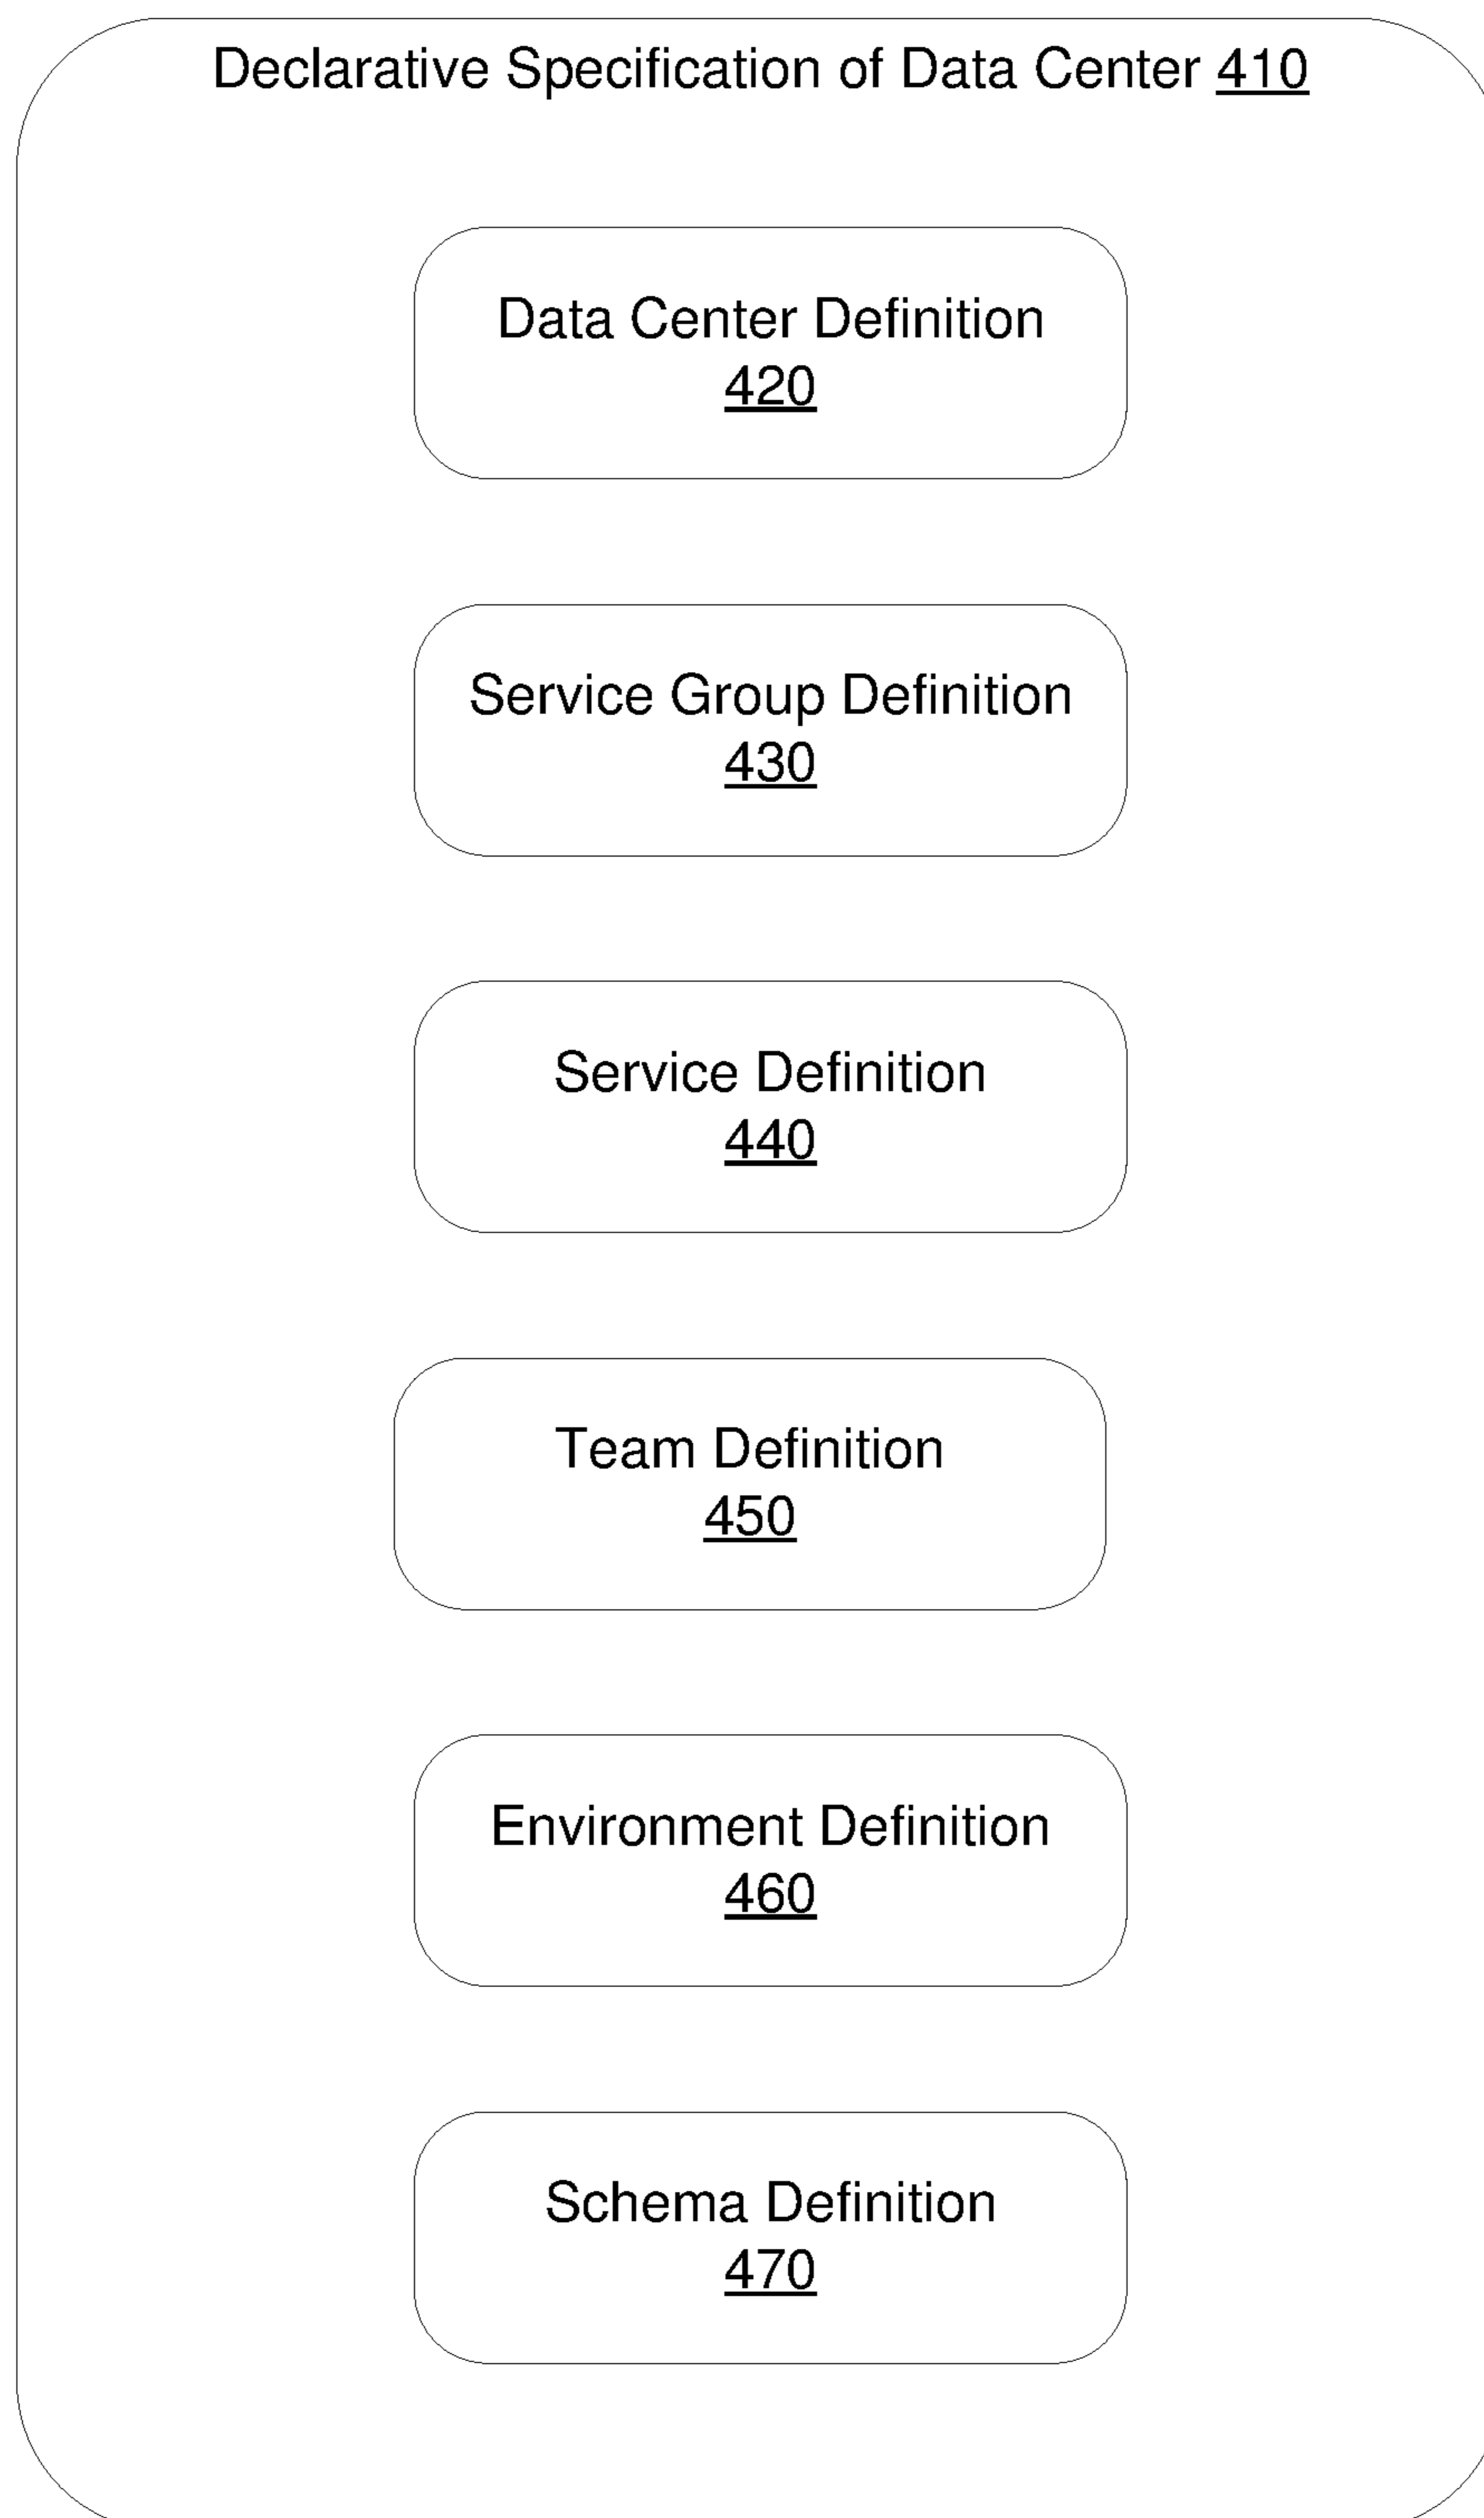 Declarative Specification of Data Center 410
Data Center Definition
420
Service Group Definition
430
Service Definition
440
Team Definition
450
Environment Definition
460
Schema Definition
470